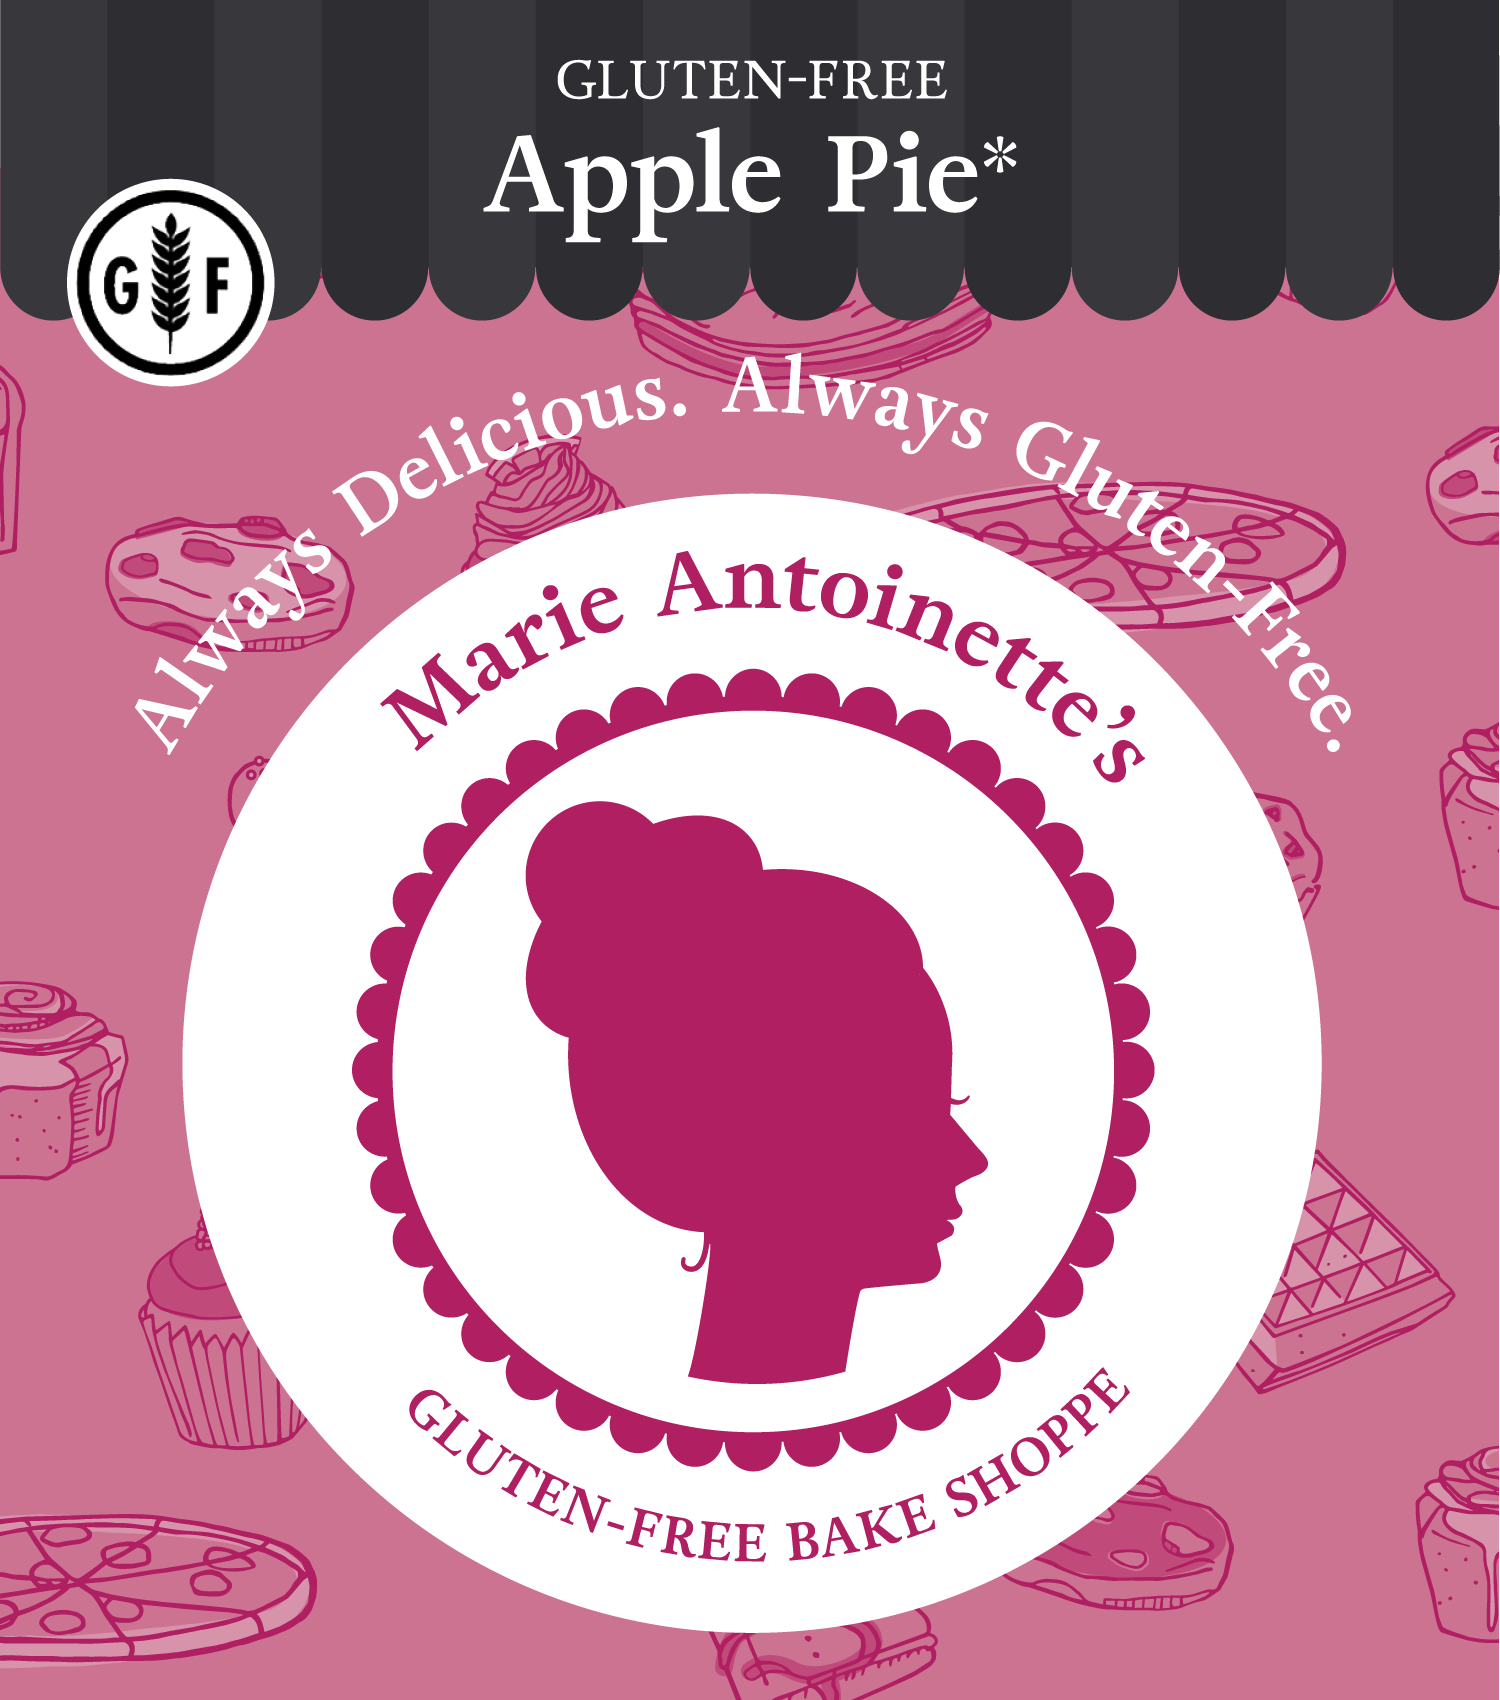 GLUTEN-FREE
Apple Pie*
G F
Always Delicious. Always Gluten-Free.
Marie Antoinette’s
GLUTEN-FREE BAKE SHOPPE